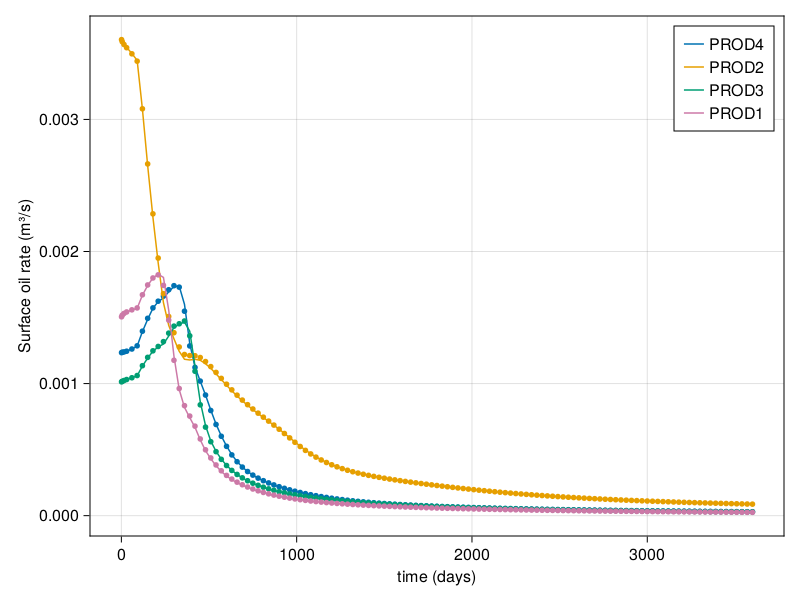 PROD4
PROD2
PROD3
PROD1
Surface oil rate (m³/s)
0.003
0.002
0.001
0.000
0 1000 2000 3000
time (days)